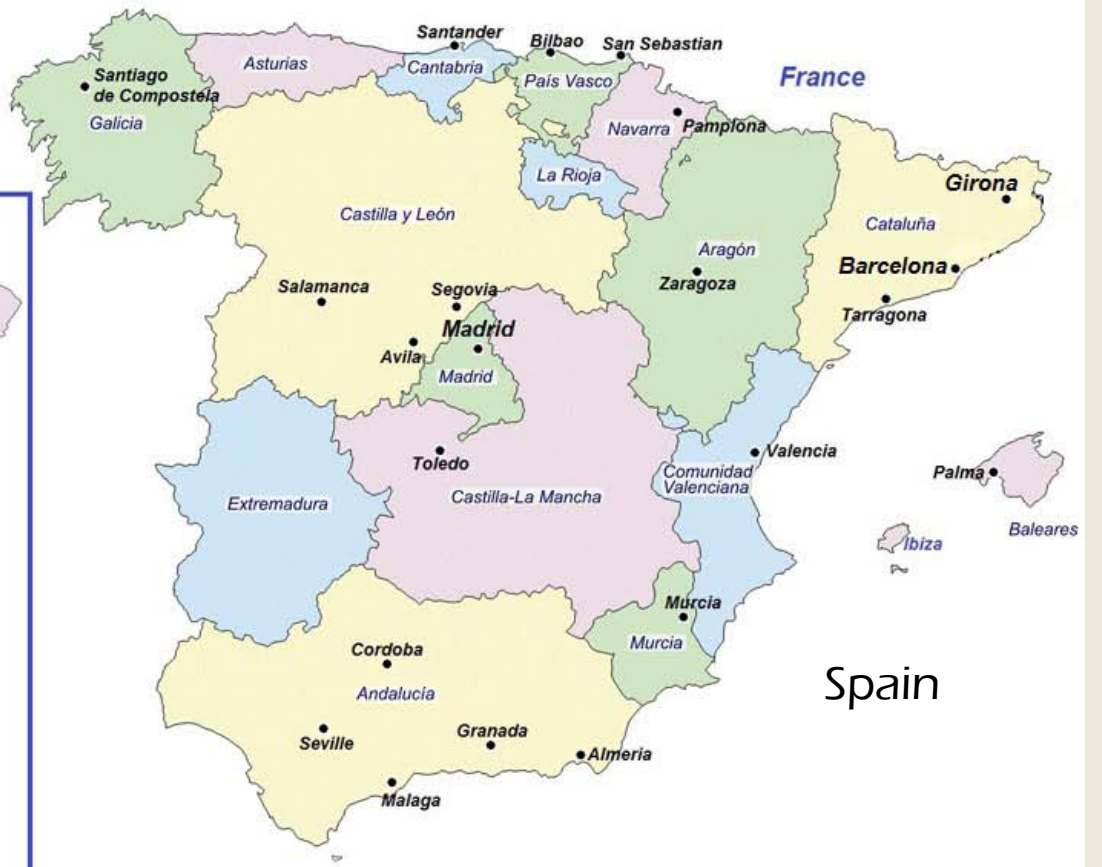 Santander
Bilbao
San Sebastian
Asturias
Cantabria
País Vasco
France
Santiago
de Compostela
Galicia
Navarra
Pamplona
La Rioja
Girona
Castilla y León
Cataluña
Aragón
Barcelona
Zaragoza
Salamanca
Segovia
Tarragona
Madrid
Avila
Madrid
Valencia
Toledo
Comunidad
Valenciana
Palma
Castilla-La Mancha
Extremadura
Baleares
Ibiza
Murcia
Murcia
Cordoba
Andalucía
Spain
Granada
Seville
Almeria
Malaga